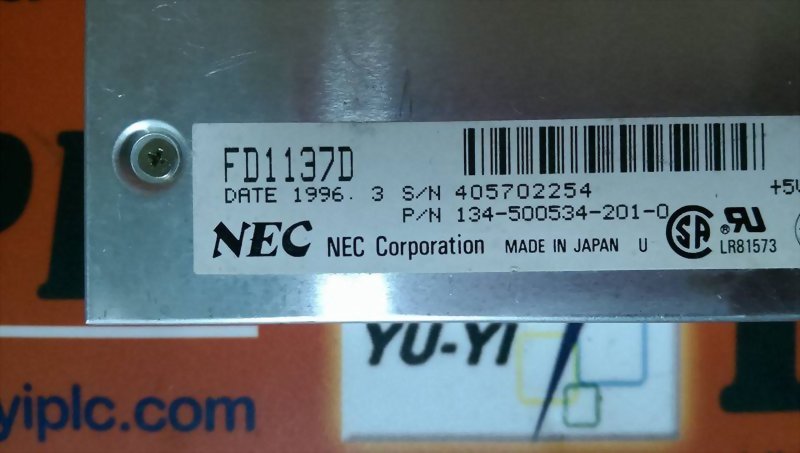 FD1137D
DATE 1996. 3 S/N 405702254
P/N 134-500534-201-0
NEC NEC Corporation MADE IN JAPAN U
SA
LR81573
YU-YI
yiplc.com